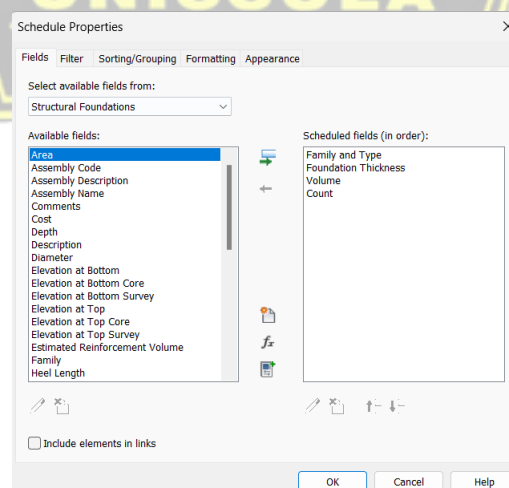 UNISSULA
Schedule Properties
Fields Filter Sorting/Grouping Formatting Appearance
Select available fields from:
Structural Foundations
Available fields:
Area
Assembly Code
Assembly Description
Assembly Name
Comments
Cost
Depth
Description
Diameter
Elevation at Bottom
Elevation at Bottom Core
Elevation at Bottom Survey
Elevation at Top
Elevation at Top Core
Elevation at Top Survey
Estimated Reinforcement Volume
Family
Heel Length
Scheduled fields (in order):
Family and Type
Foundation Thickness
Volume
Count
fx
Include elements in links
OK Cancel Help